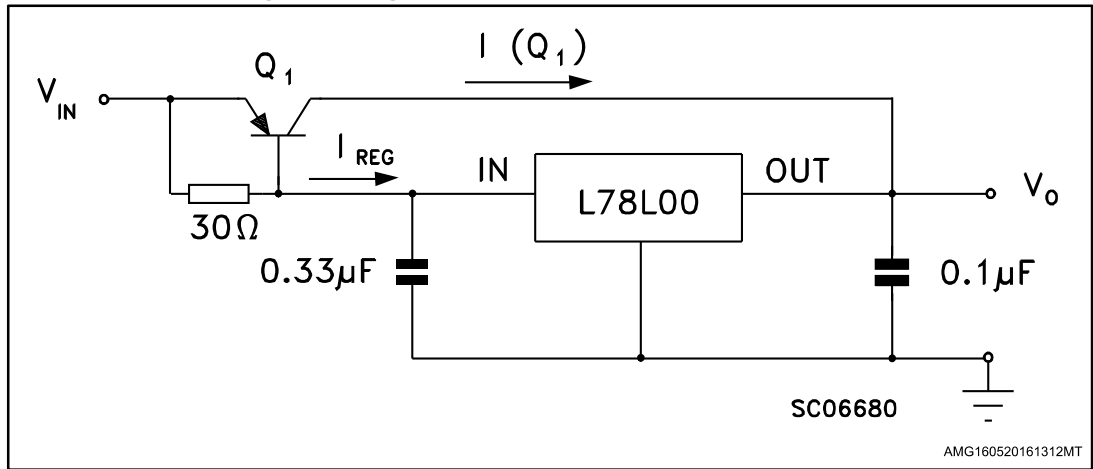 I (Q1)
Q1
VIN
IREG
IN
OUT
L78L00
VO
30Ω
0.33µF
0.1µF
SC06680
AMG160520161312MT